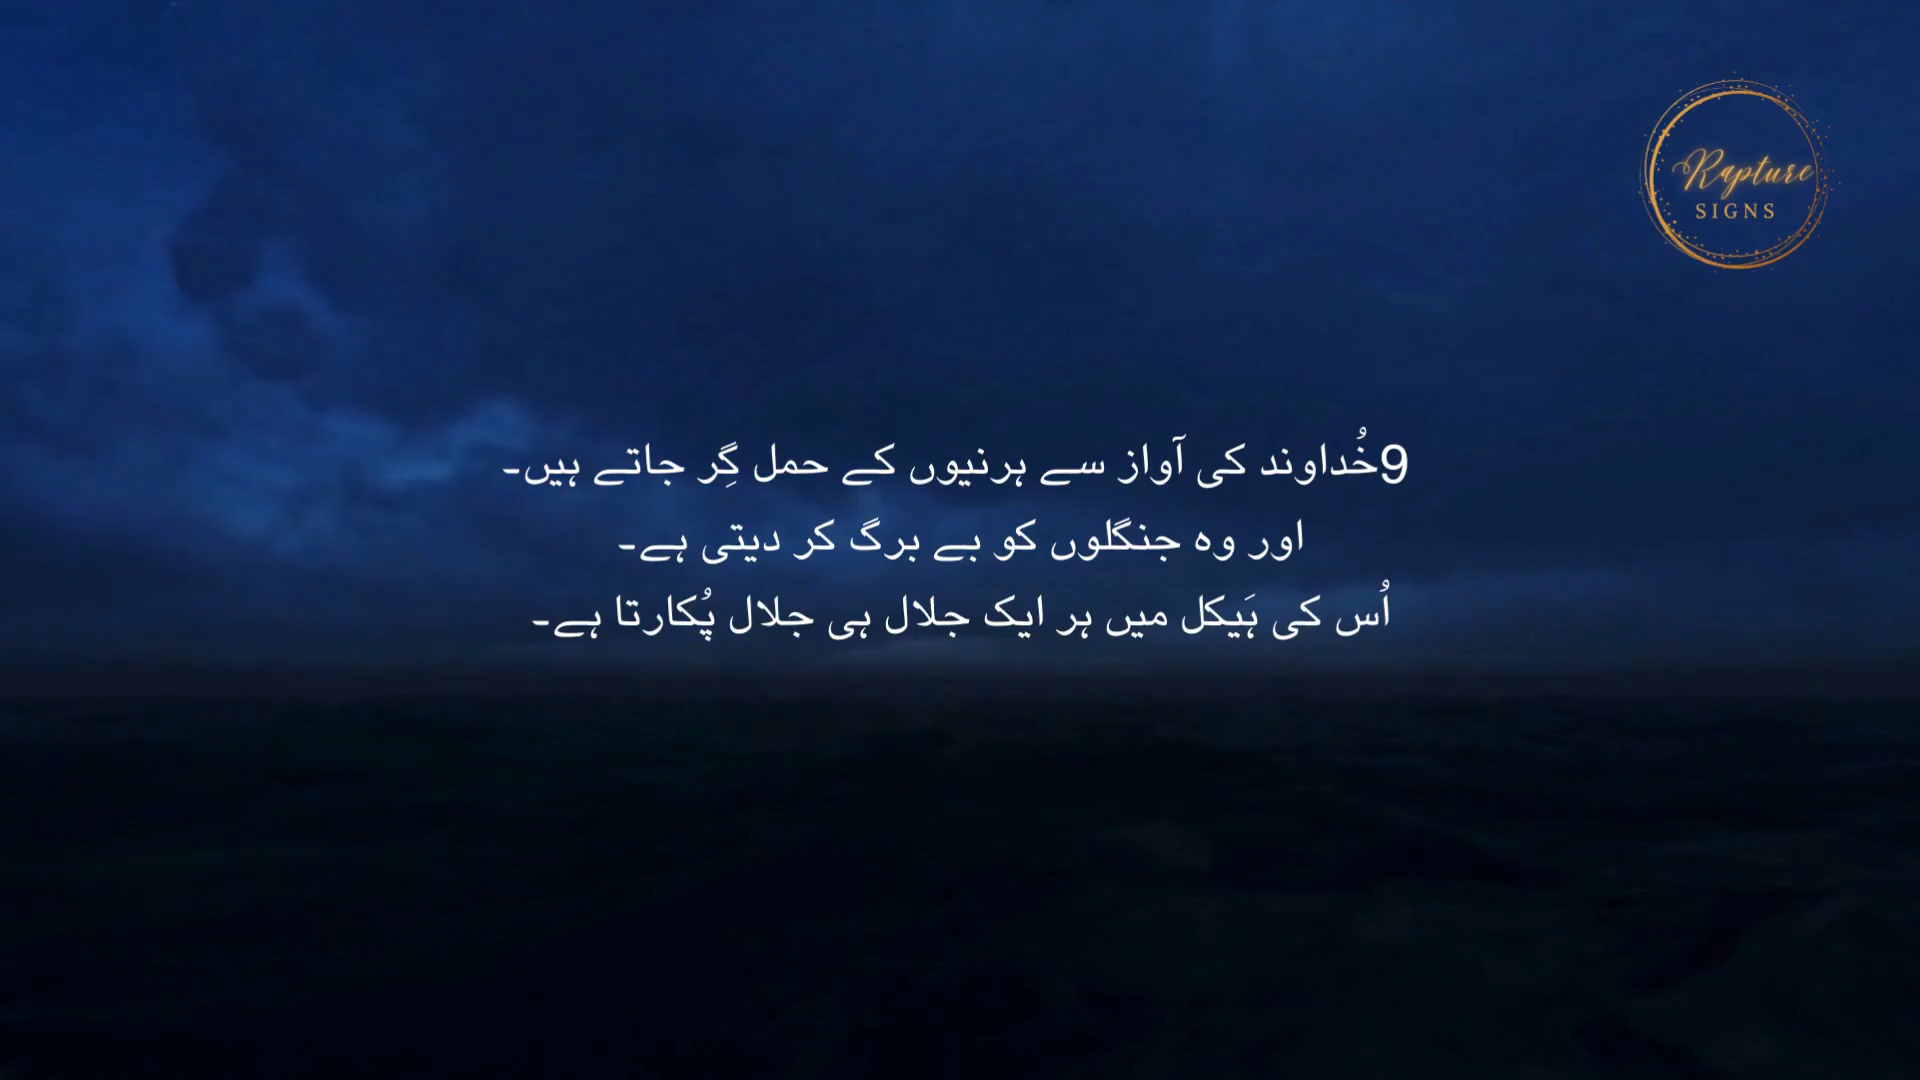 Rapture
SIGNS
9خُداوند کی آواز سے ہرنیوں کے حمل گِر جاتے ہیں۔
اور وہ جنگلوں کو بے برگ کر دیتی ہے۔
اُس کی ہَیکل میں ہر ایک جلال ہی جلال پُکارتا ہے۔